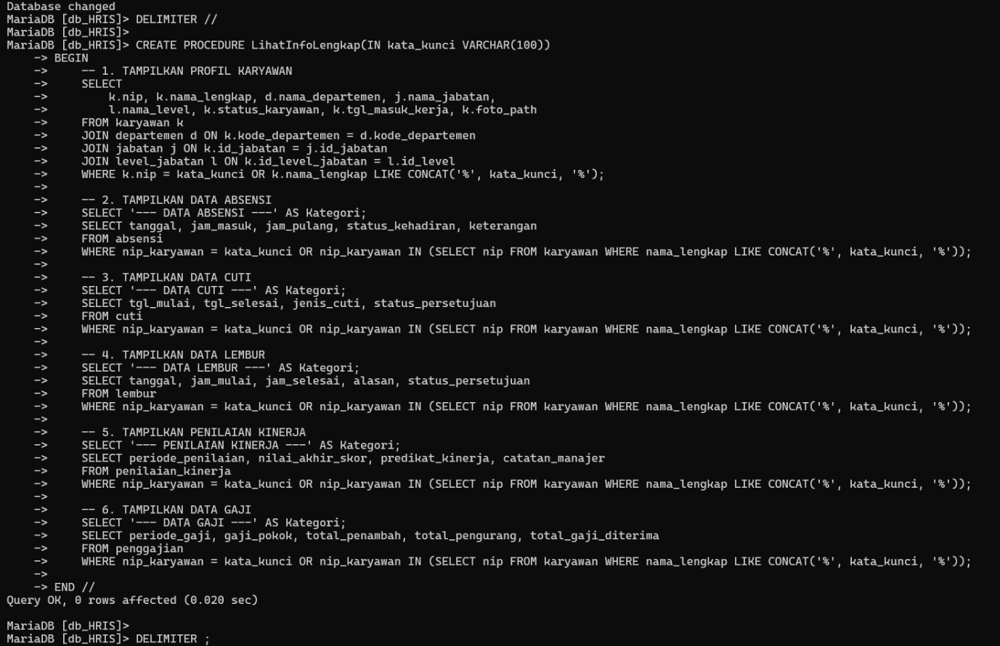 Database changed
MariaDB [db_HRIS]> DELIMITER //
MariaDB [db_HRIS]>
MariaDB [db_HRIS]> CREATE PROCEDURE LihatInfoLengkap(IN kata_kunci VARCHAR(100))
    -> BEGIN
    ->     -- 1. TAMPILKAN PROFIL KARYAWAN
    ->     SELECT
    ->         k.nip, k.nama_lengkap, d.nama_departemen, j.nama_jabatan,
    ->         l.nama_level, k.status_karyawan, k.tgl_masuk_kerja, k.foto_path
    ->     FROM karyawan k
    ->     JOIN departemen d ON k.kode_departemen = d.kode_departemen
    ->     JOIN jabatan j ON k.id_jabatan = j.id_jabatan
    ->     JOIN level_jabatan l ON k.id_level_jabatan = l.id_level
    ->     WHERE k.nip = kata_kunci OR k.nama_lengkap LIKE CONCAT('%', kata_kunci, '%');
    ->
    ->     -- 2. TAMPILKAN DATA ABSENSI
    ->     SELECT '--- DATA ABSENSI ---' AS Kategori;
    ->     SELECT tanggal, jam_masuk, jam_pulang, status_kehadiran, keterangan
    ->     FROM absensi
    ->     WHERE nip_karyawan = kata_kunci OR nip_karyawan IN (SELECT nip FROM karyawan WHERE nama_lengkap LIKE CONCAT('%', kata_kunci, '%'));
    ->
    ->     -- 3. TAMPILKAN DATA CUTI
    ->     SELECT '--- DATA CUTI ---' AS Kategori;
    ->     SELECT tgl_mulai, tgl_selesai, jenis_cuti, status_persetujuan
    ->     FROM cuti
    ->     WHERE nip_karyawan = kata_kunci OR nip_karyawan IN (SELECT nip FROM karyawan WHERE nama_lengkap LIKE CONCAT('%', kata_kunci, '%'));
    ->
    ->     -- 4. TAMPILKAN DATA LEMBUR
    ->     SELECT '--- DATA LEMBUR ---' AS Kategori;
    ->     SELECT tanggal, jam_mulai, jam_selesai, alasan, status_persetujuan
    ->     FROM lembur
    ->     WHERE nip_karyawan = kata_kunci OR nip_karyawan IN (SELECT nip FROM karyawan WHERE nama_lengkap LIKE CONCAT('%', kata_kunci, '%'));
    ->
    ->     -- 5. TAMPILKAN PENILAIAN KINERJA
    ->     SELECT '--- PENILAIAN KINERJA ---' AS Kategori;
    ->     SELECT periode_penilaian, nilai_akhir_skor, predikat_kinerja, catatan_manajer
    ->     FROM penilaian_kinerja
    ->     WHERE nip_karyawan = kata_kunci OR nip_karyawan IN (SELECT nip FROM karyawan WHERE nama_lengkap LIKE CONCAT('%', kata_kunci, '%'));
    ->
    ->     -- 6. TAMPILKAN DATA GAJI
    ->     SELECT '--- DATA GAJI ---' AS Kategori;
    ->     SELECT periode_gaji, gaji_pokok, total_penambah, total_pengurang, total_gaji_diterima
    ->     FROM penggajian
    ->     WHERE nip_karyawan = kata_kunci OR nip_karyawan IN (SELECT nip FROM karyawan WHERE nama_lengkap LIKE CONCAT('%', kata_kunci, '%'));
    ->
    -> END //
Query OK, 0 rows affected (0.020 sec)

MariaDB [db_HRIS]>
MariaDB [db_HRIS]> DELIMITER ;